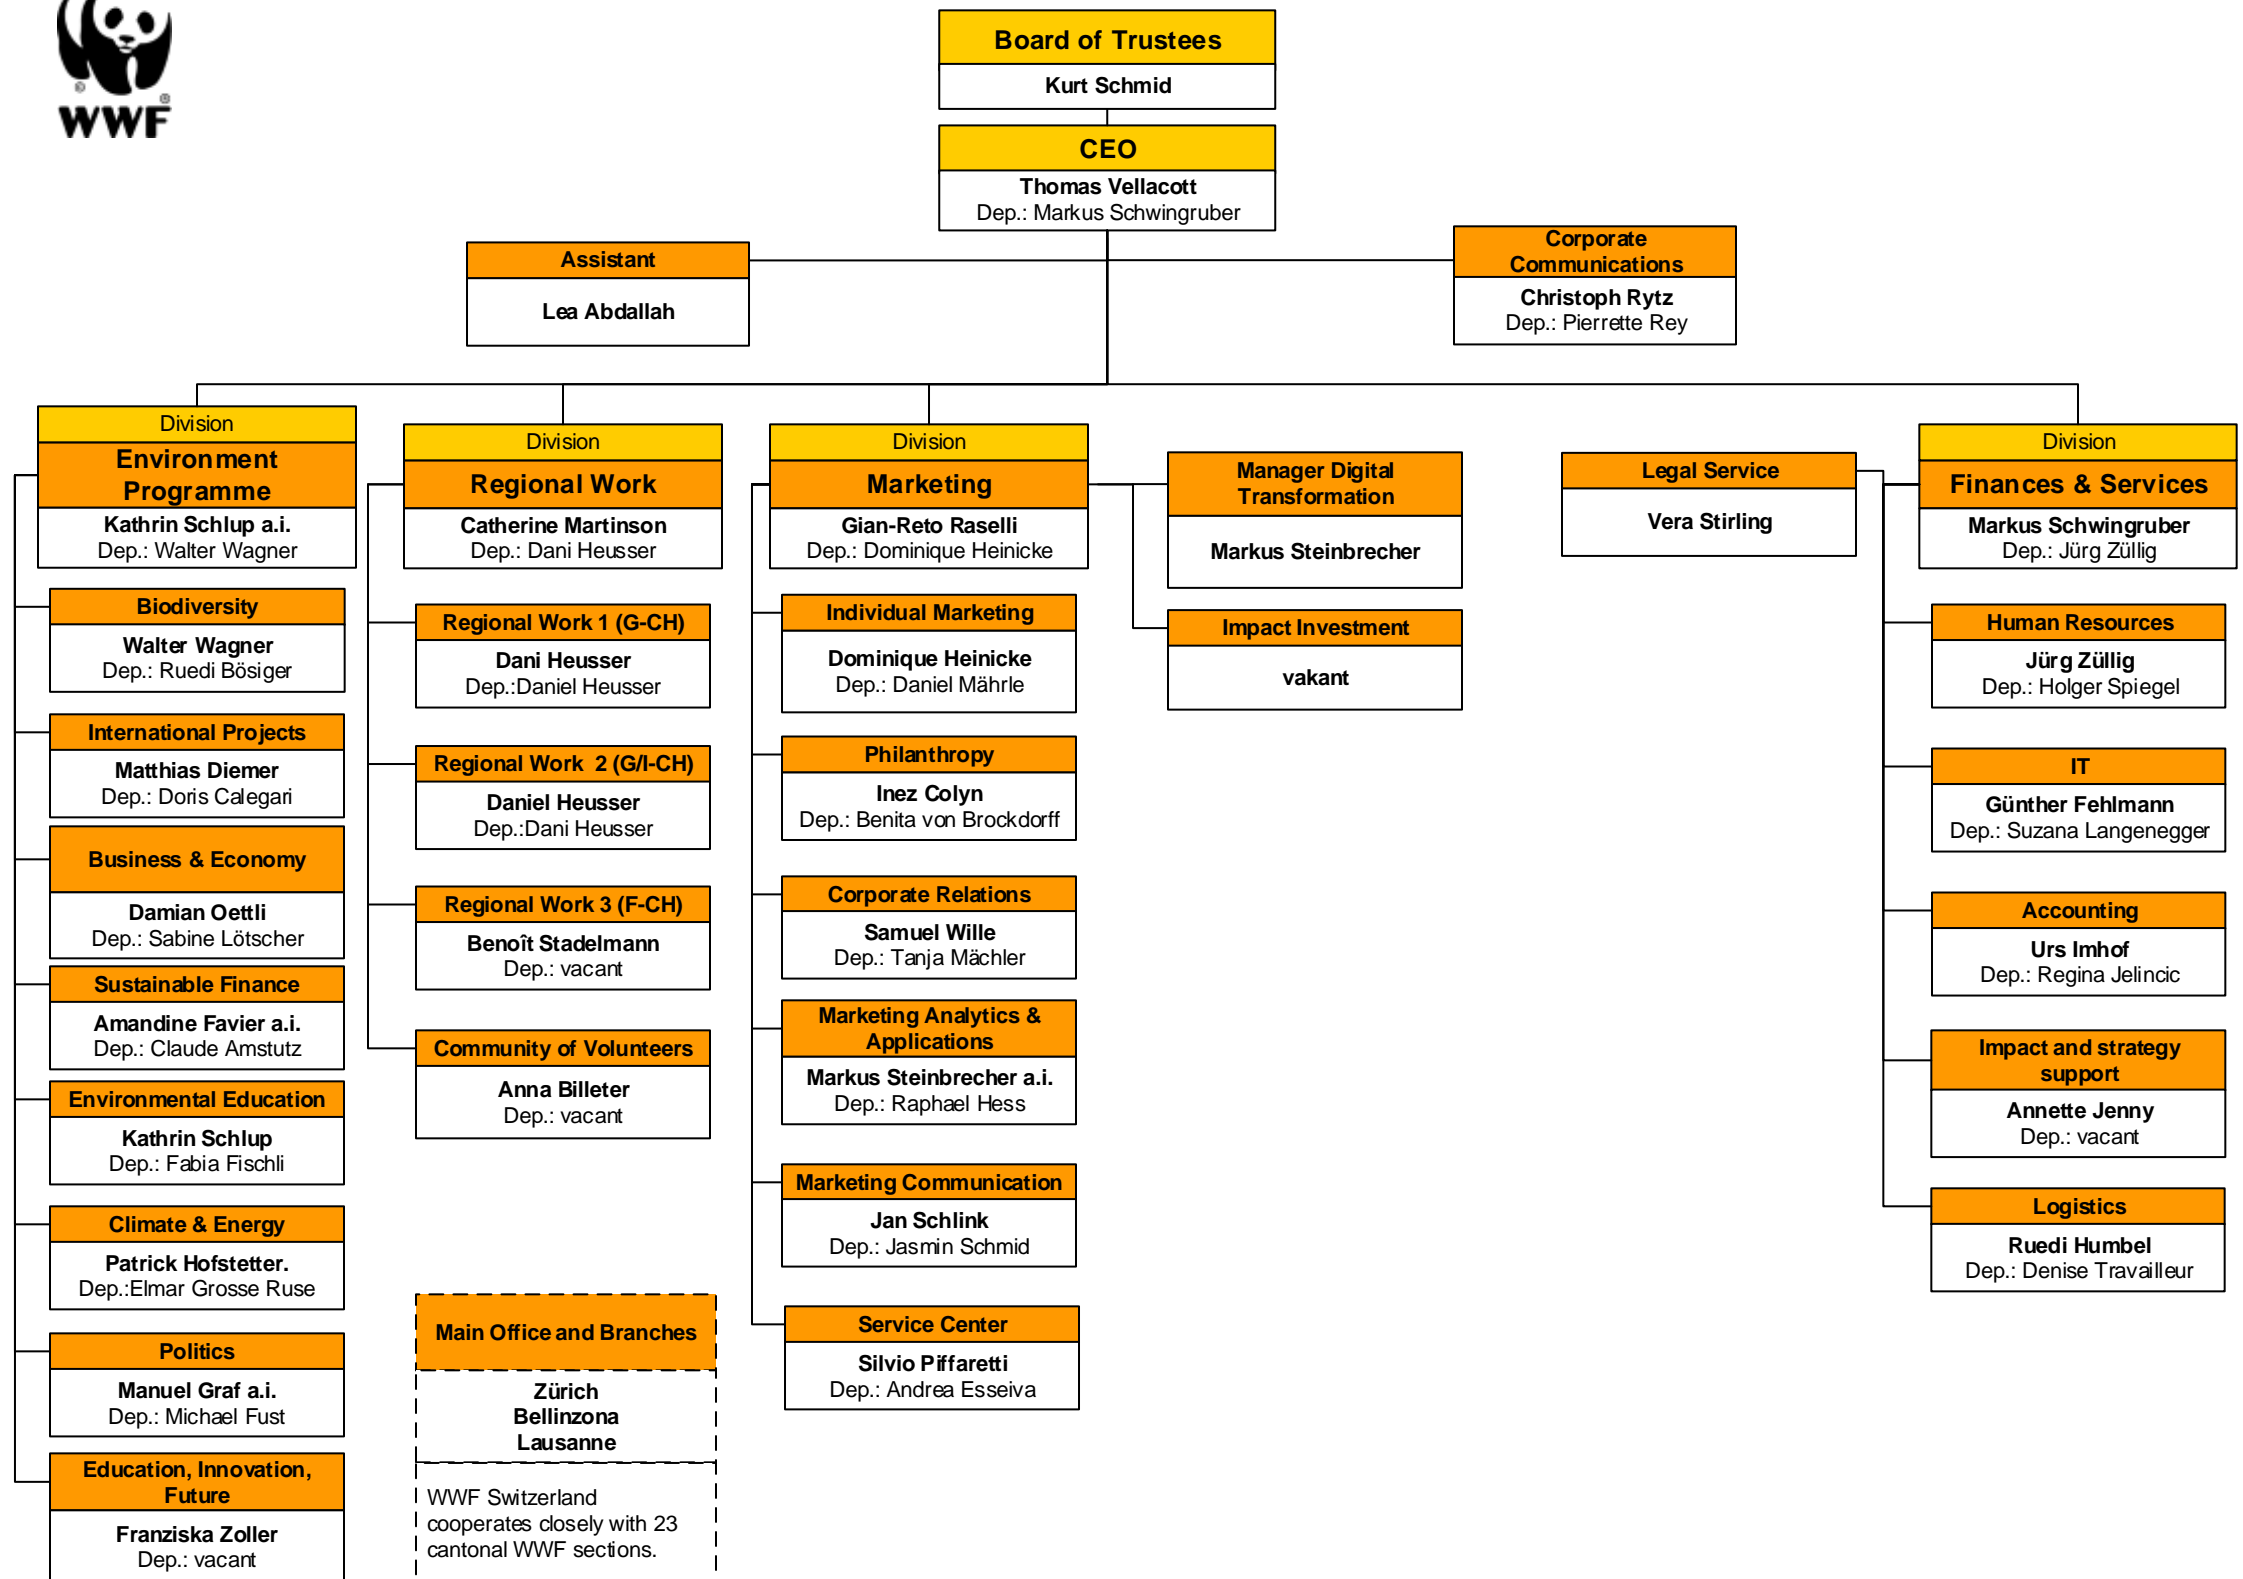 WWF
Board of Trustees
Kurt Schmid
CEO
Thomas Vellacott
Dep.: Markus Schwingruber
Assistant
Lea Abdallah
Corporate
Communications
Christoph Rytz
Dep.: Pierrette Rey
Division
Environment
Programme
Kathrin Schlup a.i.
Dep.: Walter Wagner
Biodiversity
Walter Wagner
Dep.: Ruedi Bösiger
International Projects
Matthias Diemer
Dep.: Doris Calegari
Business & Economy
Damian Oettli
Dep.: Sabine Lötscher
Sustainable Finance
Amandine Favier a.i.
Dep.: Claude Amstutz
Environmental Education
Kathrin Schlup
Dep.: Fabia Fischli
Climate & Energy
Patrick Hofstetter.
Dep.:Elmar Grosse Ruse
Politics
Manuel Graf a.i.
Dep.: Michael Fust
Education, Innovation,
Future
Franziska Zoller
Dep.: vacant
Division
Regional Work
Catherine Martinson
Dep.: Dani Heusser
Regional Work 1 (G-CH)
Dani Heusser
Dep.:Daniel Heusser
Regional Work 2 (G/I-CH)
Daniel Heusser
Dep.:Dani Heusser
Regional Work 3 (F-CH)
Benoît Stadelmann
Dep.: vacant
Community of Volunteers
Anna Billeter
Dep.: vacant
Main Office and Branches
Zürich
Bellinzona
Lausanne
WWF Switzerland
cooperates closely with 23
cantonal WWF sections.
Division
Marketing
Gian-Reto Raselli
Dep.: Dominique Heinicke
Individual Marketing
Dominique Heinicke
Dep.: Daniel Mährle
Philanthropy
Inez Colyn
Dep.: Benita von Brockdorff
Corporate Relations
Samuel Wille
Dep.: Tanja Mächler
Marketing Analytics &
Applications
Markus Steinbrecher a.i.
Dep.: Raphael Hess
Marketing Communication
Jan Schlink
Dep.: Jasmin Schmid
Service Center
Silvio Piffaretti
Dep.: Andrea Esseiva
Manager Digital
Transformation
Markus Steinbrecher
Impact Investment
vakant
Legal Service
Vera Stirling
Division
Finances & Services
Markus Schwingruber
Dep.: Jürg Züllig
Human Resources
Jürg Züllig
Dep.: Holger Spiegel
IT
Günther Fehlmann
Dep.: Suzana Langenegger
Accounting
Urs Imhof
Dep.: Regina Jelincic
Impact and strategy
support
Annette Jenny
Dep.: vacant
Logistics
Ruedi Humbel
Dep.: Denise Travailleur